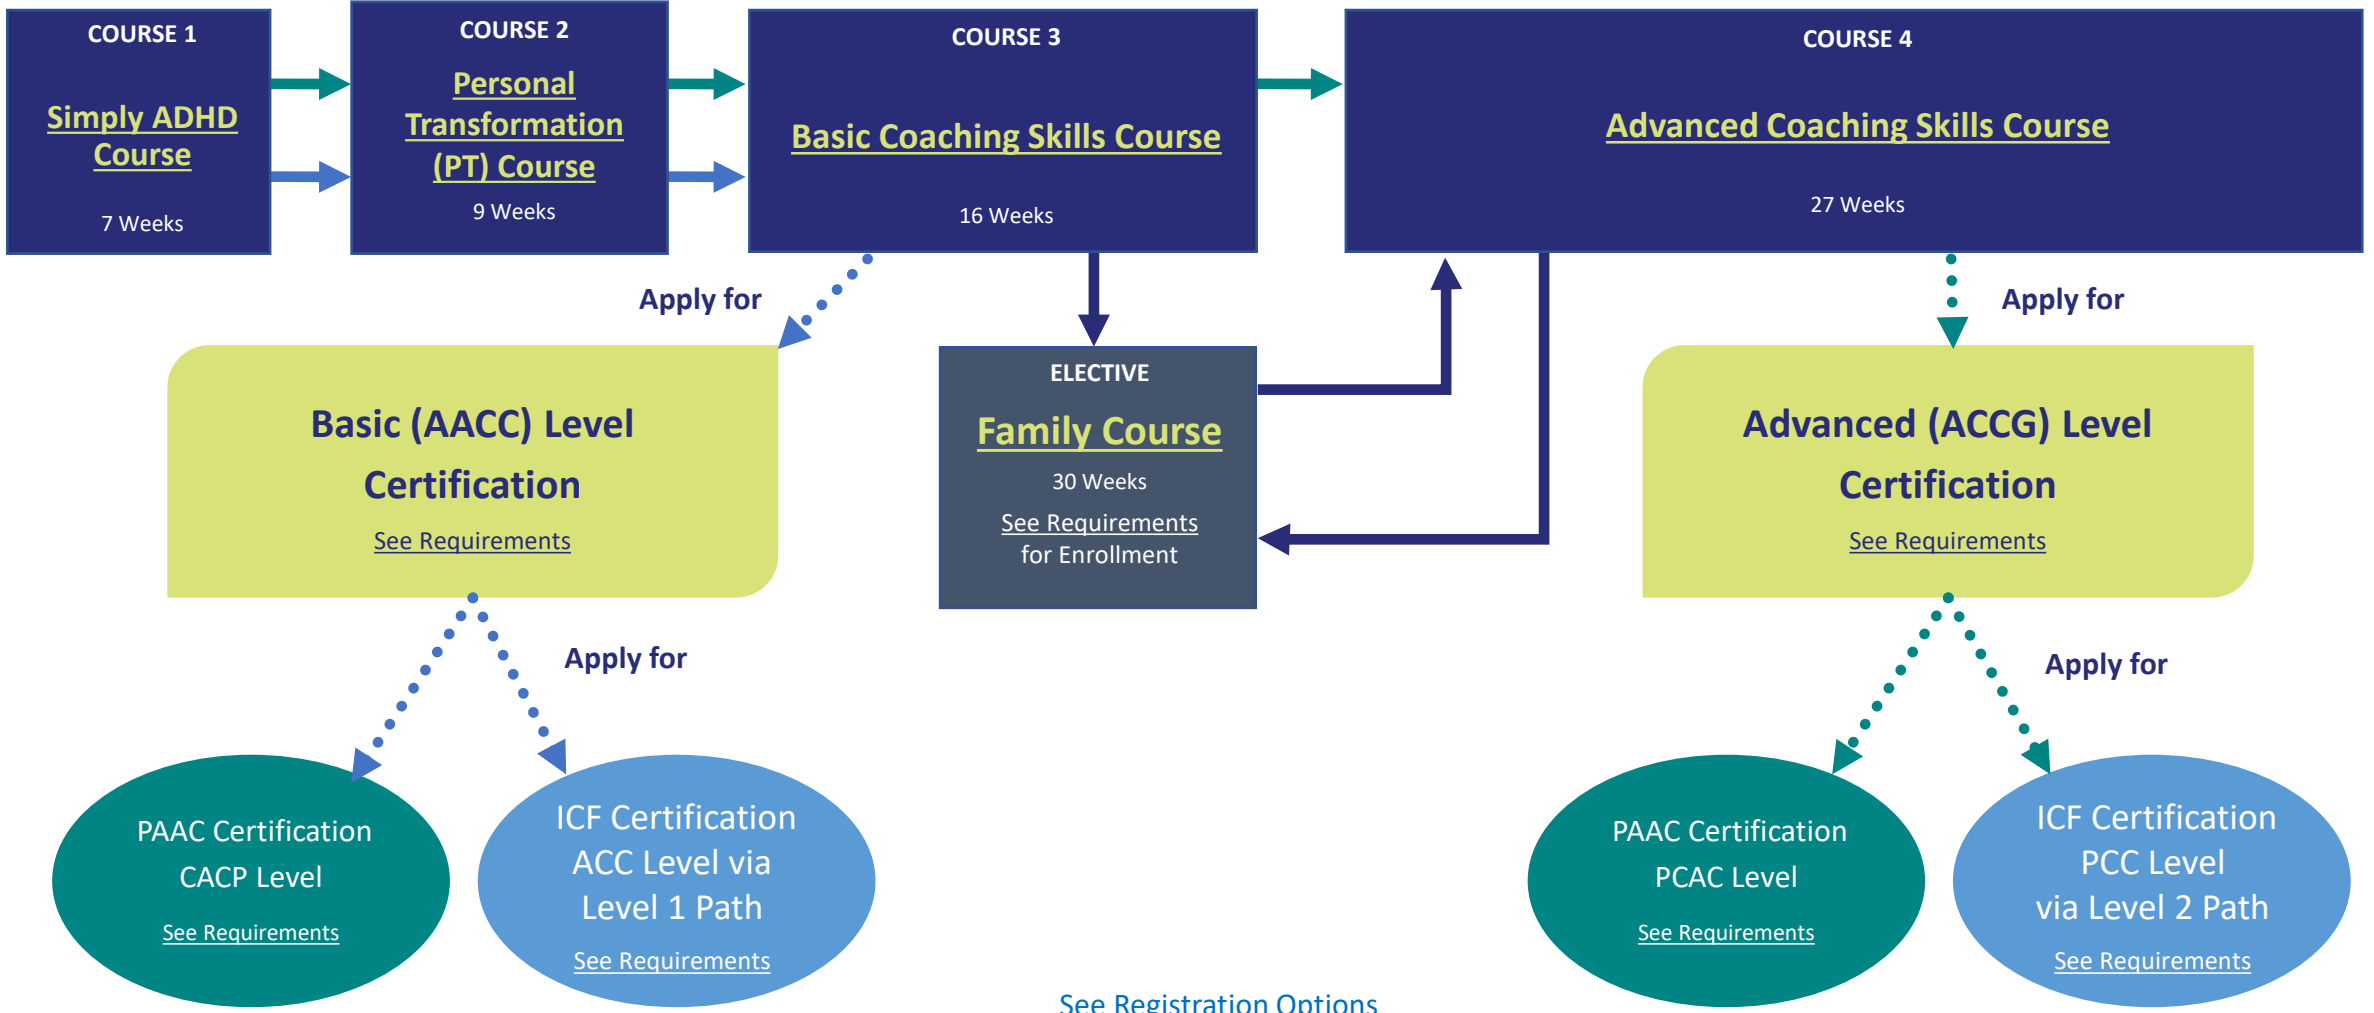 COURSE 1
Simply ADHD
Course
7 Weeks
COURSE 2
Personal
Transformation
(PT) Course
9 Weeks
COURSE 3
Basic Coaching Skills Course
16 Weeks
COURSE 4
Advanced Coaching Skills Course
27 Weeks
Apply for
Basic (AACC) Level
Certification
See Requirements
ELECTIVE
Family Course
30 Weeks
See Requirements
for Enrollment
Apply for
Advanced (ACCG) Level
Certification
See Requirements
Apply for
PAAC Certification
CACP Level
See Requirements
ICF Certification
ACC Level via
Level 1 Path
See Requirements
Apply for
PAAC Certification
PCAC Level
See Requirements
ICF Certification
PCC Level
via Level 2 Path
See Requirements
See Registration Options